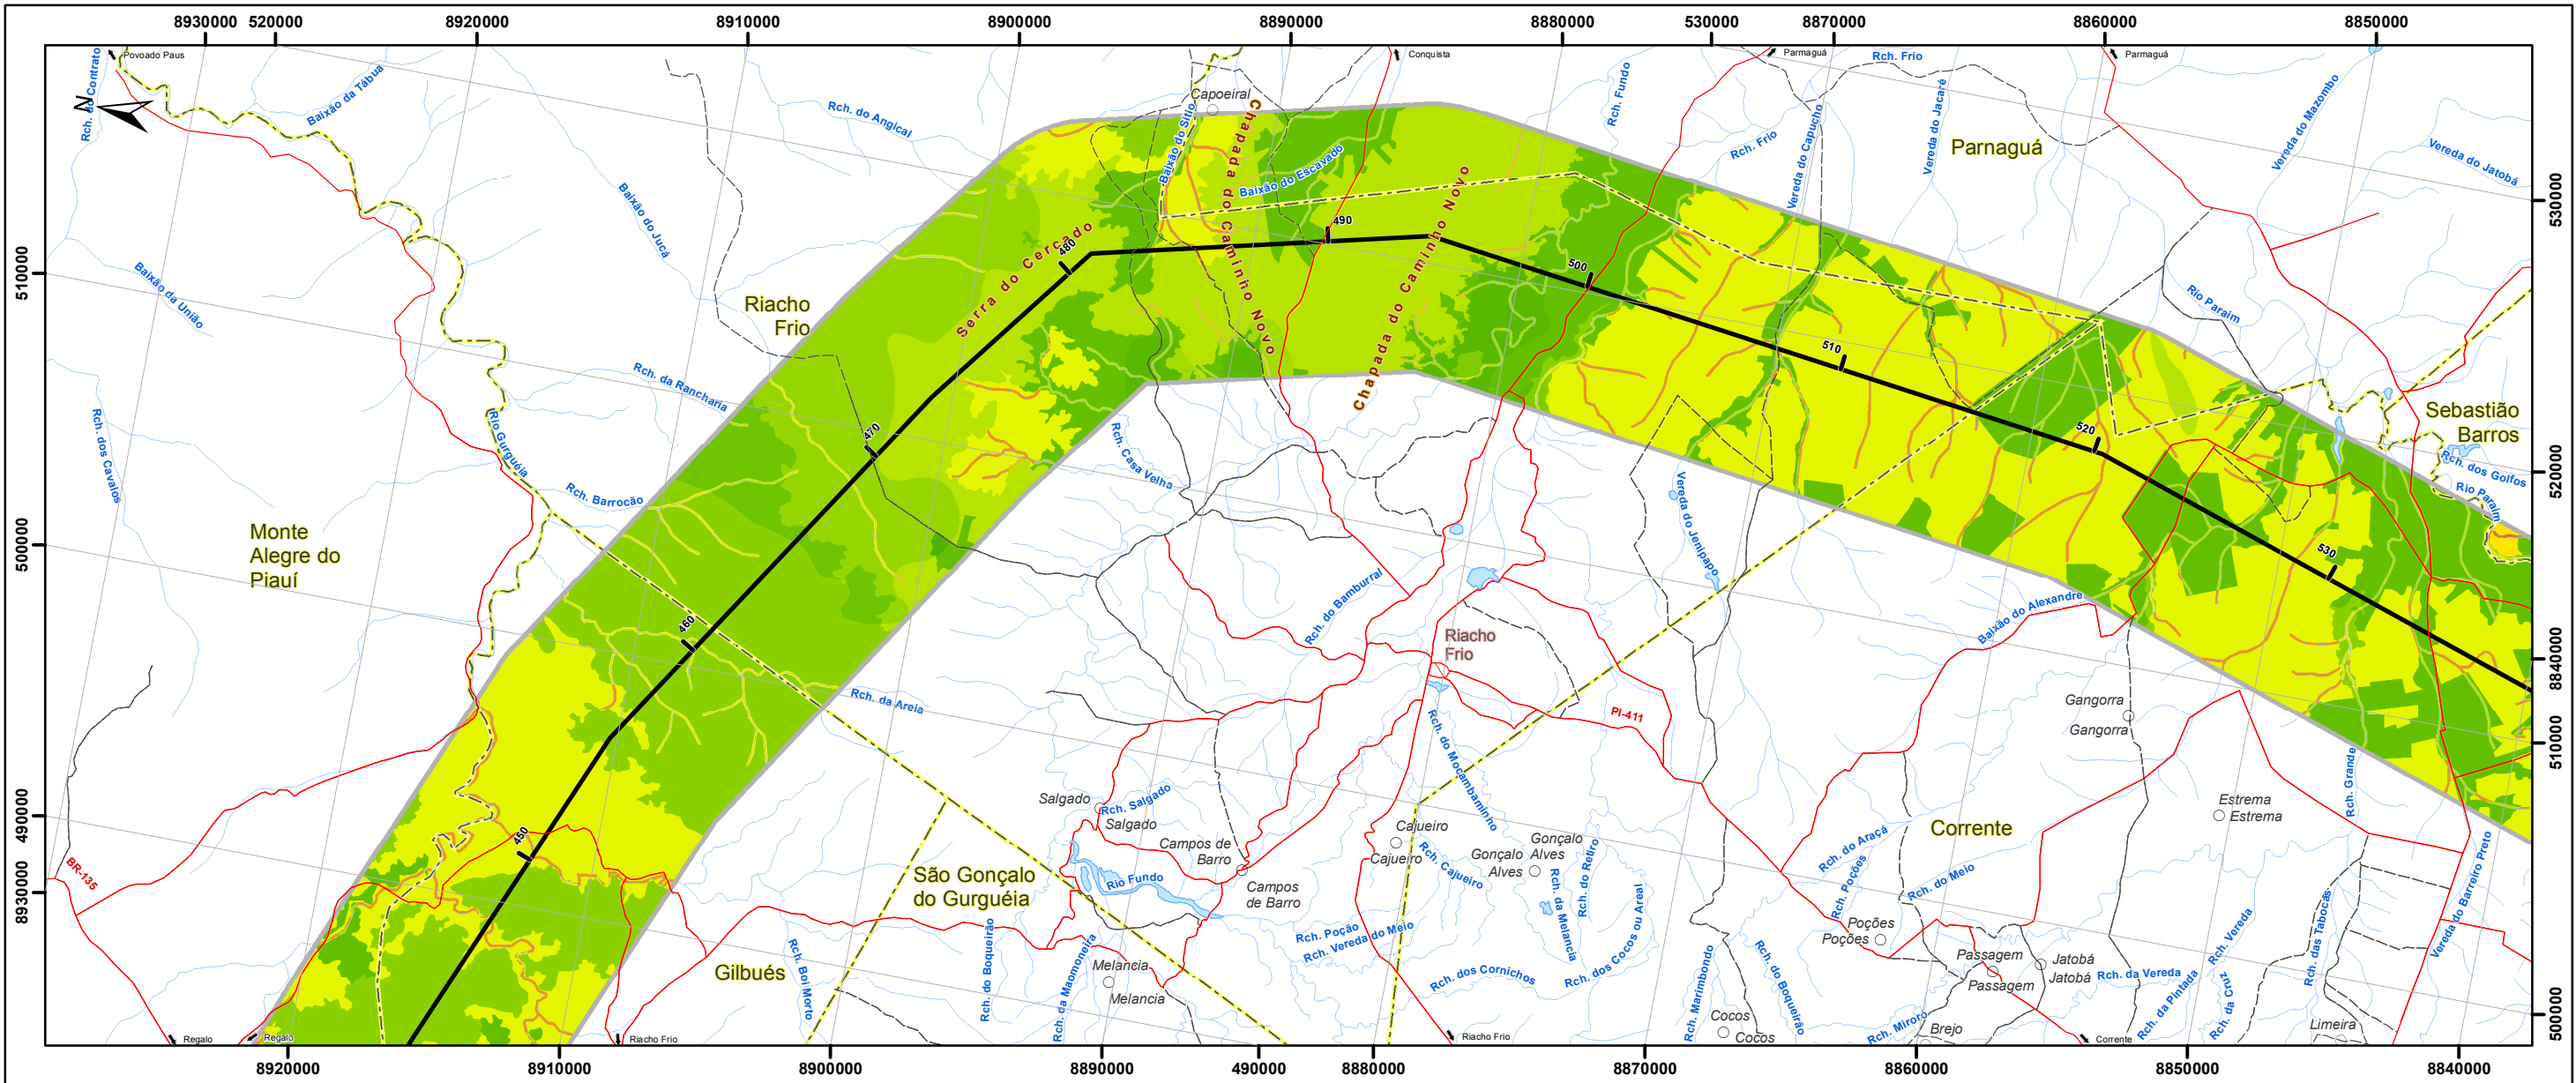 8930000 520000 8920000 8910000 8900000 8890000 8880000 530000 8870000 8860000 8850000
Povoado Paus
Conquista
Parmaguá
Parmaguá
Rch. do Contrato
N
Baixão da Tábua
Rch. do Angical
Capoeiral
Baixão do Sítio
Chapada do Caminho Novo
Baixão do Escavado
Rch. Fundo
Rch. Frio
Rch. Frio
Vereda do Capucho
Vereda do Jacaré
Parnaguá
Vereda do Mazombo
Vereda do Jatobá
530000
510000
Baixão da União
Baixão do Jucá
Riacho
Frio
Serra do Cercado
480
490
Chapada do Caminho Novo
500
510
Rio Paraim
Rch. da Rancharia
Rch. dos Cavalos
Rio Gurguéia
470
Rch. Casa Velha
520
Sebastião
Barros
Rch. dos Golfos
Rio Paraim
520000
Rch. Barrocão
Vereda do Jenipapo
500000
Monte
Alegre do
Piauí
530
460
Rch. do Bamburral
Baixão do Alexandre
Riacho
Frio
8840000
Rch. da Areia
PI-411
Gangorra
Gangorra
510000
Rch. do Mocambaminho
Rch. Grande
490000
Salgado
Rch. Salgado
Salgado
450
Estrema
Estrema
Corrente
Cajueiro
Cajueiro
Rch. Cajueiro
Campos de
Barro
Campos
de Barro
Gonçalo
Alves
Gonçalo
Alves
Rch. do Retiro
Rch. da Melancia
Rch. do Araçá
Rch. Poções
Rch. do Meio
Vereda do Barreiro Preto
BR-135
8930000
São Gonçalo
do Gurguéia
Rio Fundo
Rch. das Tabocas
Rch. Vereda
Rch. dos Cocos ou Areal
Poções
Poções
Rch. Poção
Rch. Vereda do Meio
Gilbués
Rch. Boi Morto
Rch. do Boqueirão
Rch. da Mamoneira
Melancia
Melancia
Rch. dos Cornichos
Rch. Marimbondo
Rch. do Boqueirão
Passagem
Passagem
Jatobá
Jatobá
Rch. da Vereda
Rch. da Pintada
Rch. da Cruz
500000
Cocos
Cocos
Rch. Miroro
Brejo
Limeira
Regalo
Regalo
Riacho Frio
Riacho Frio
Corrente
8920000 8910000 8900000 8890000 490000 8880000 8870000 8860000 8850000 8840000